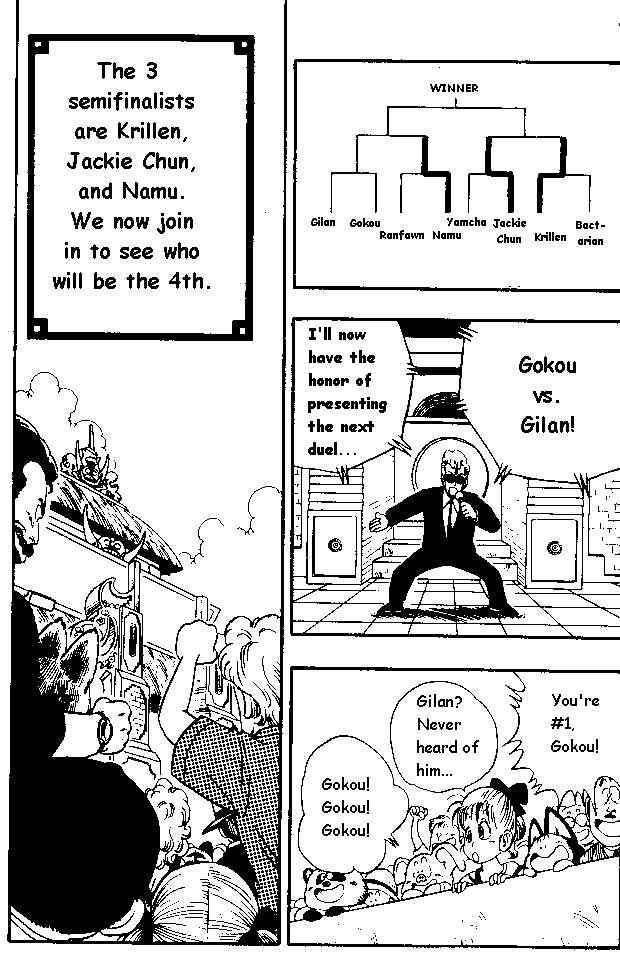 The 3
semifinalists
are Krillen,
Jackie Chun,
and Namu.
We now join
in to see who
will be the 4th.
WINNER
Gilan
Gokou
Ranfawn
Namu
Yamcha
Jackie
Chun
Krillen
Bact-
arian
I'll now
have the
honor of
presenting
the next
duel...
Gokou
vs.
Gilan!
Gokou!
Gokou!
Gokou!
Gilan?
Never
heard of
him...
You're
#1,
Gokou!